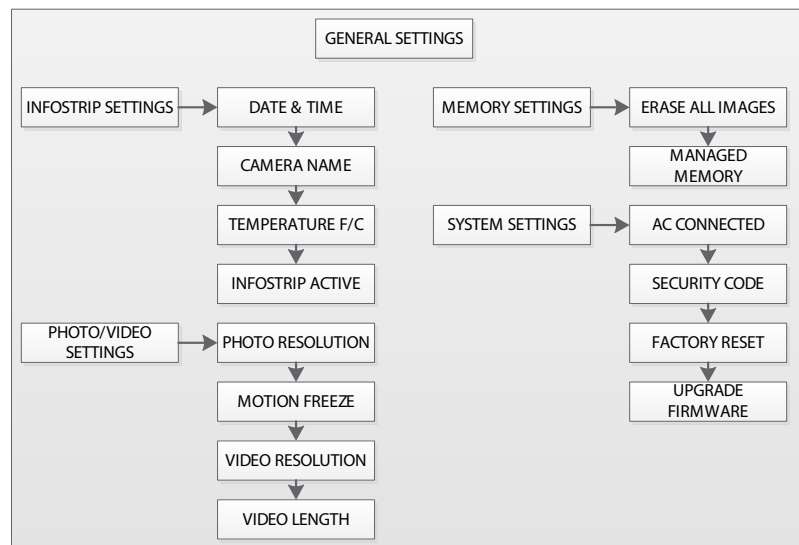 GENERAL SETTINGS
INFOSTRIP SETTINGS
DATE & TIME
CAMERA NAME
TEMPERATURE F/C
INFOSTRIP ACTIVE
PHOTO/VIDEO
SETTINGS
PHOTO RESOLUTION
MOTION FREEZE
VIDEO RESOLUTION
VIDEO LENGTH
MEMORY SETTINGS
ERASE ALL IMAGES
MANAGED
MEMORY
SYSTEM SETTINGS
AC CONNECTED
SECURITY CODE
FACTORY RESET
UPGRADE
FIRMWARE